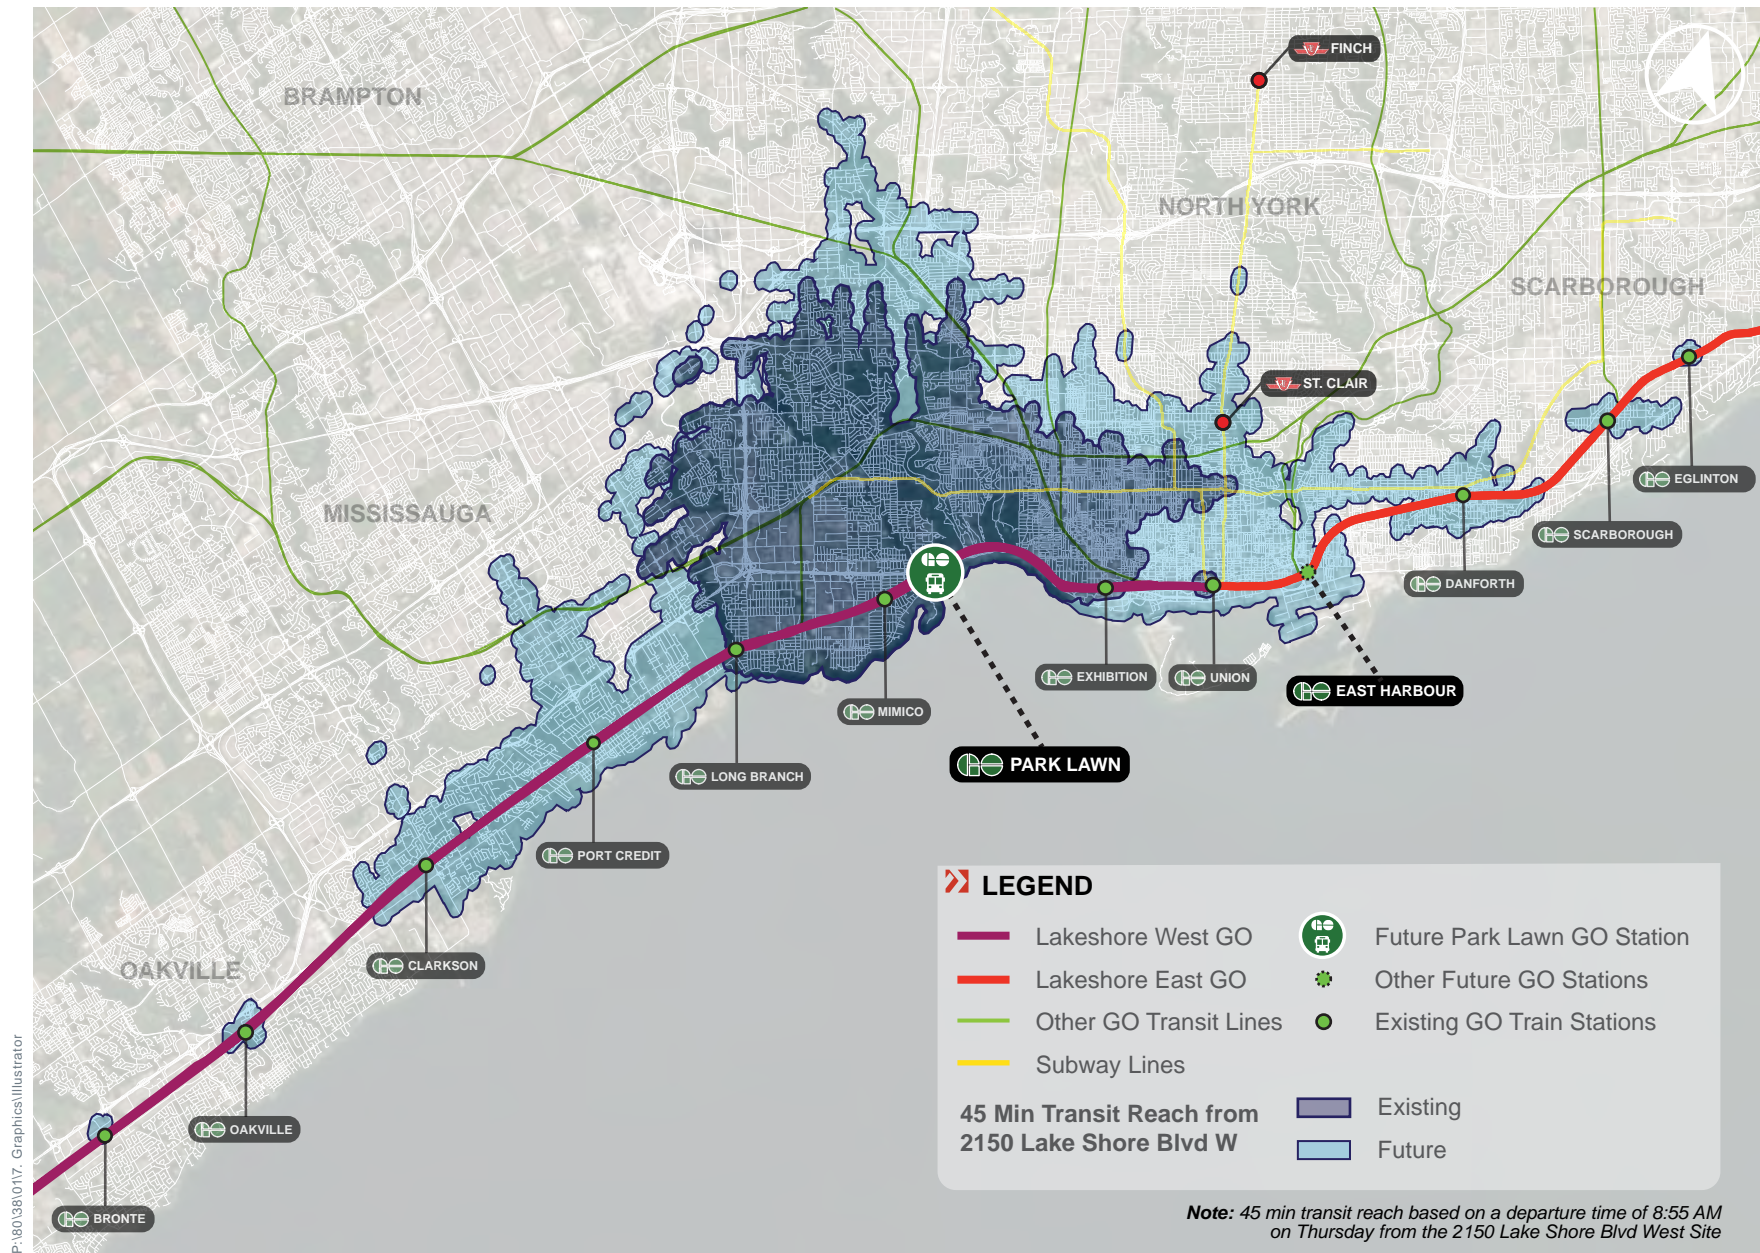 FINCH
BRAMPTON
NORTH YORK
SCARBOROUGH
ST. CLAIR
EGLINTON
MISSISSAUGA
SCARBOROUGH
DANFORTH
EXHIBITION
UNION
EAST HARBOUR
MIMICO
PARK LAWN
LONG BRANCH
PORT CREDIT
CLARKSON
OAKVILLE
OAKVILLE
BRONTE
LEGEND
Lakeshore West GO
Lakeshore East GO
Other GO Transit Lines
Subway Lines
Future Park Lawn GO Station
Other Future GO Stations
Existing GO Train Stations
45 Min Transit Reach from
2150 Lake Shore Blvd W
Existing
Future
Note: 45 min transit reach based on a departure time of 8:55 AM
on Thursday from the 2150 Lake Shore Blvd West Site
P:\80\38\01\7. Graphics\Illustrator